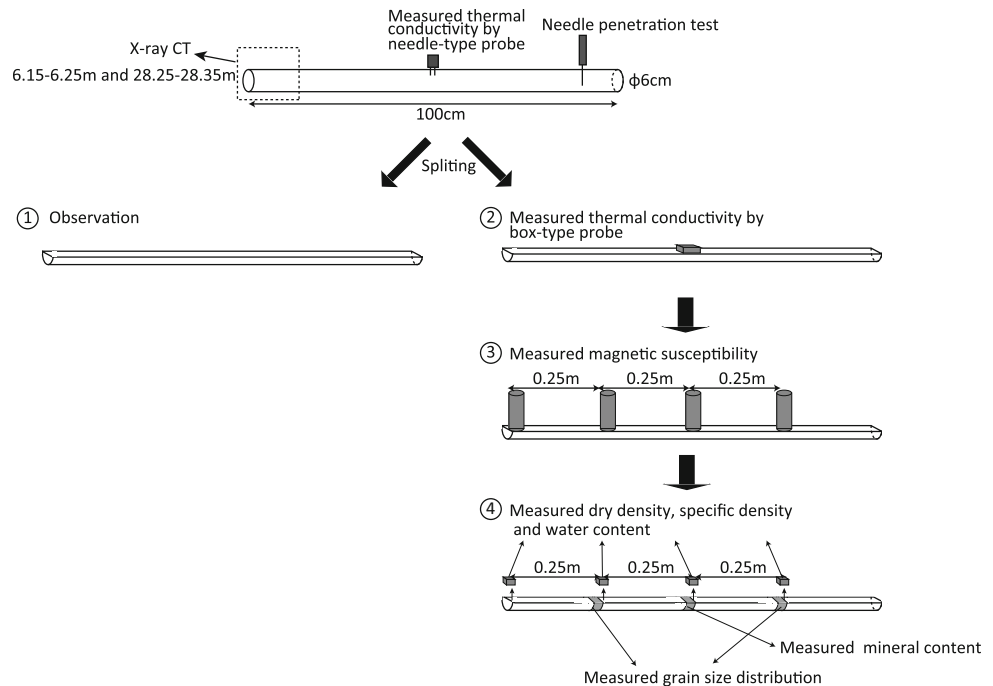 Measured thermal
conductivity by
needle-type probe
Needle penetration test
X-ray CT
6.15-6.25m and 28.25-28.35m
ϕ6cm
100cm
Spliting
① Observation
② Measured thermal conductivity by
box-type probe
③ Measured magnetic susceptibility
0.25m 0.25m 0.25m
④ Measured dry density, specific density
and water content
0.25m 0.25m 0.25m
Measured mineral content
Measured grain size distribution